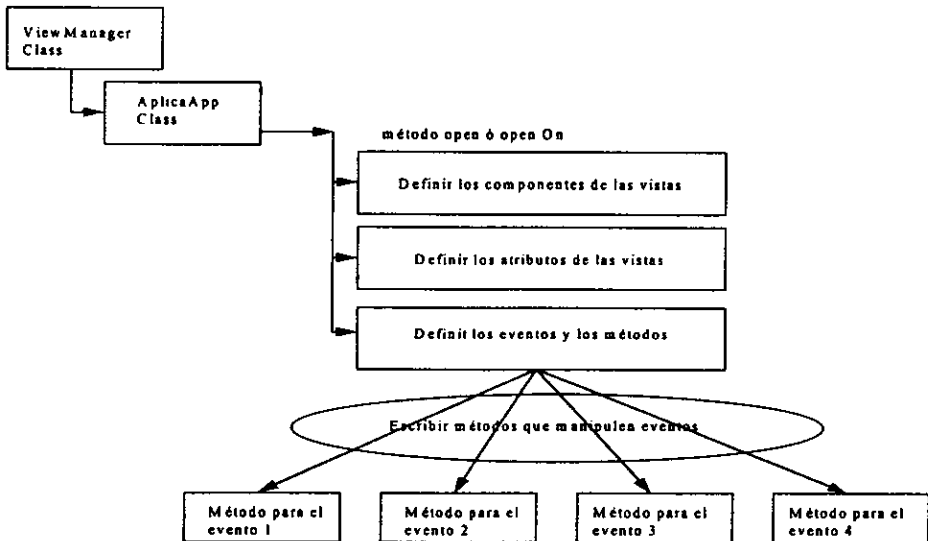 ViewManager
Class
AplicaApp
Class
método open ó open On
Definir los componentes de las vistas
Definir los atributos de las vistas
Definit los eventos y los métodos
Escribir métodos que manipulen eventos
Método para el
evento 1
Método para el
evento 2
Método para el
evento 3
Método para el
evento 4